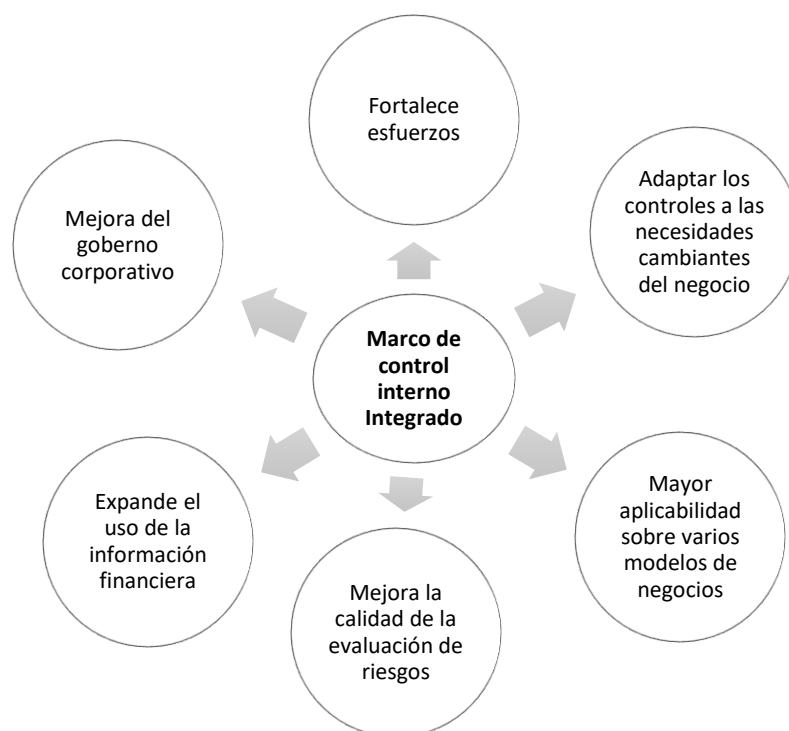 Fortalece
esfuerzos
Adaptar los
controles a las
necesidades
cambiantes
del negocio
Mejora del
gobierno
corporativo
Marco de
control
interno
Integrado
Mayor
aplicabilidad
sobre varios
modelos de
negocios
Expande el
uso de la
información
financiera
Mejora la
calidad de la
evaluación de
riesgos